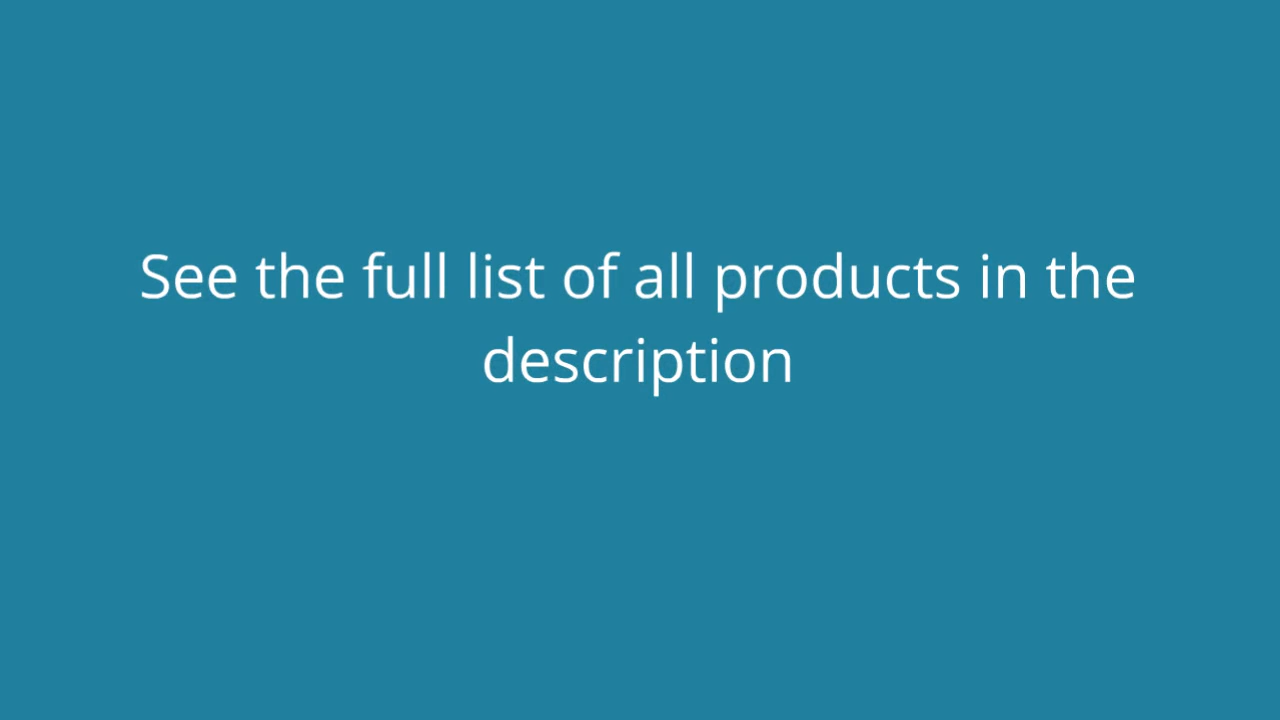 See the full list of all products in the
description